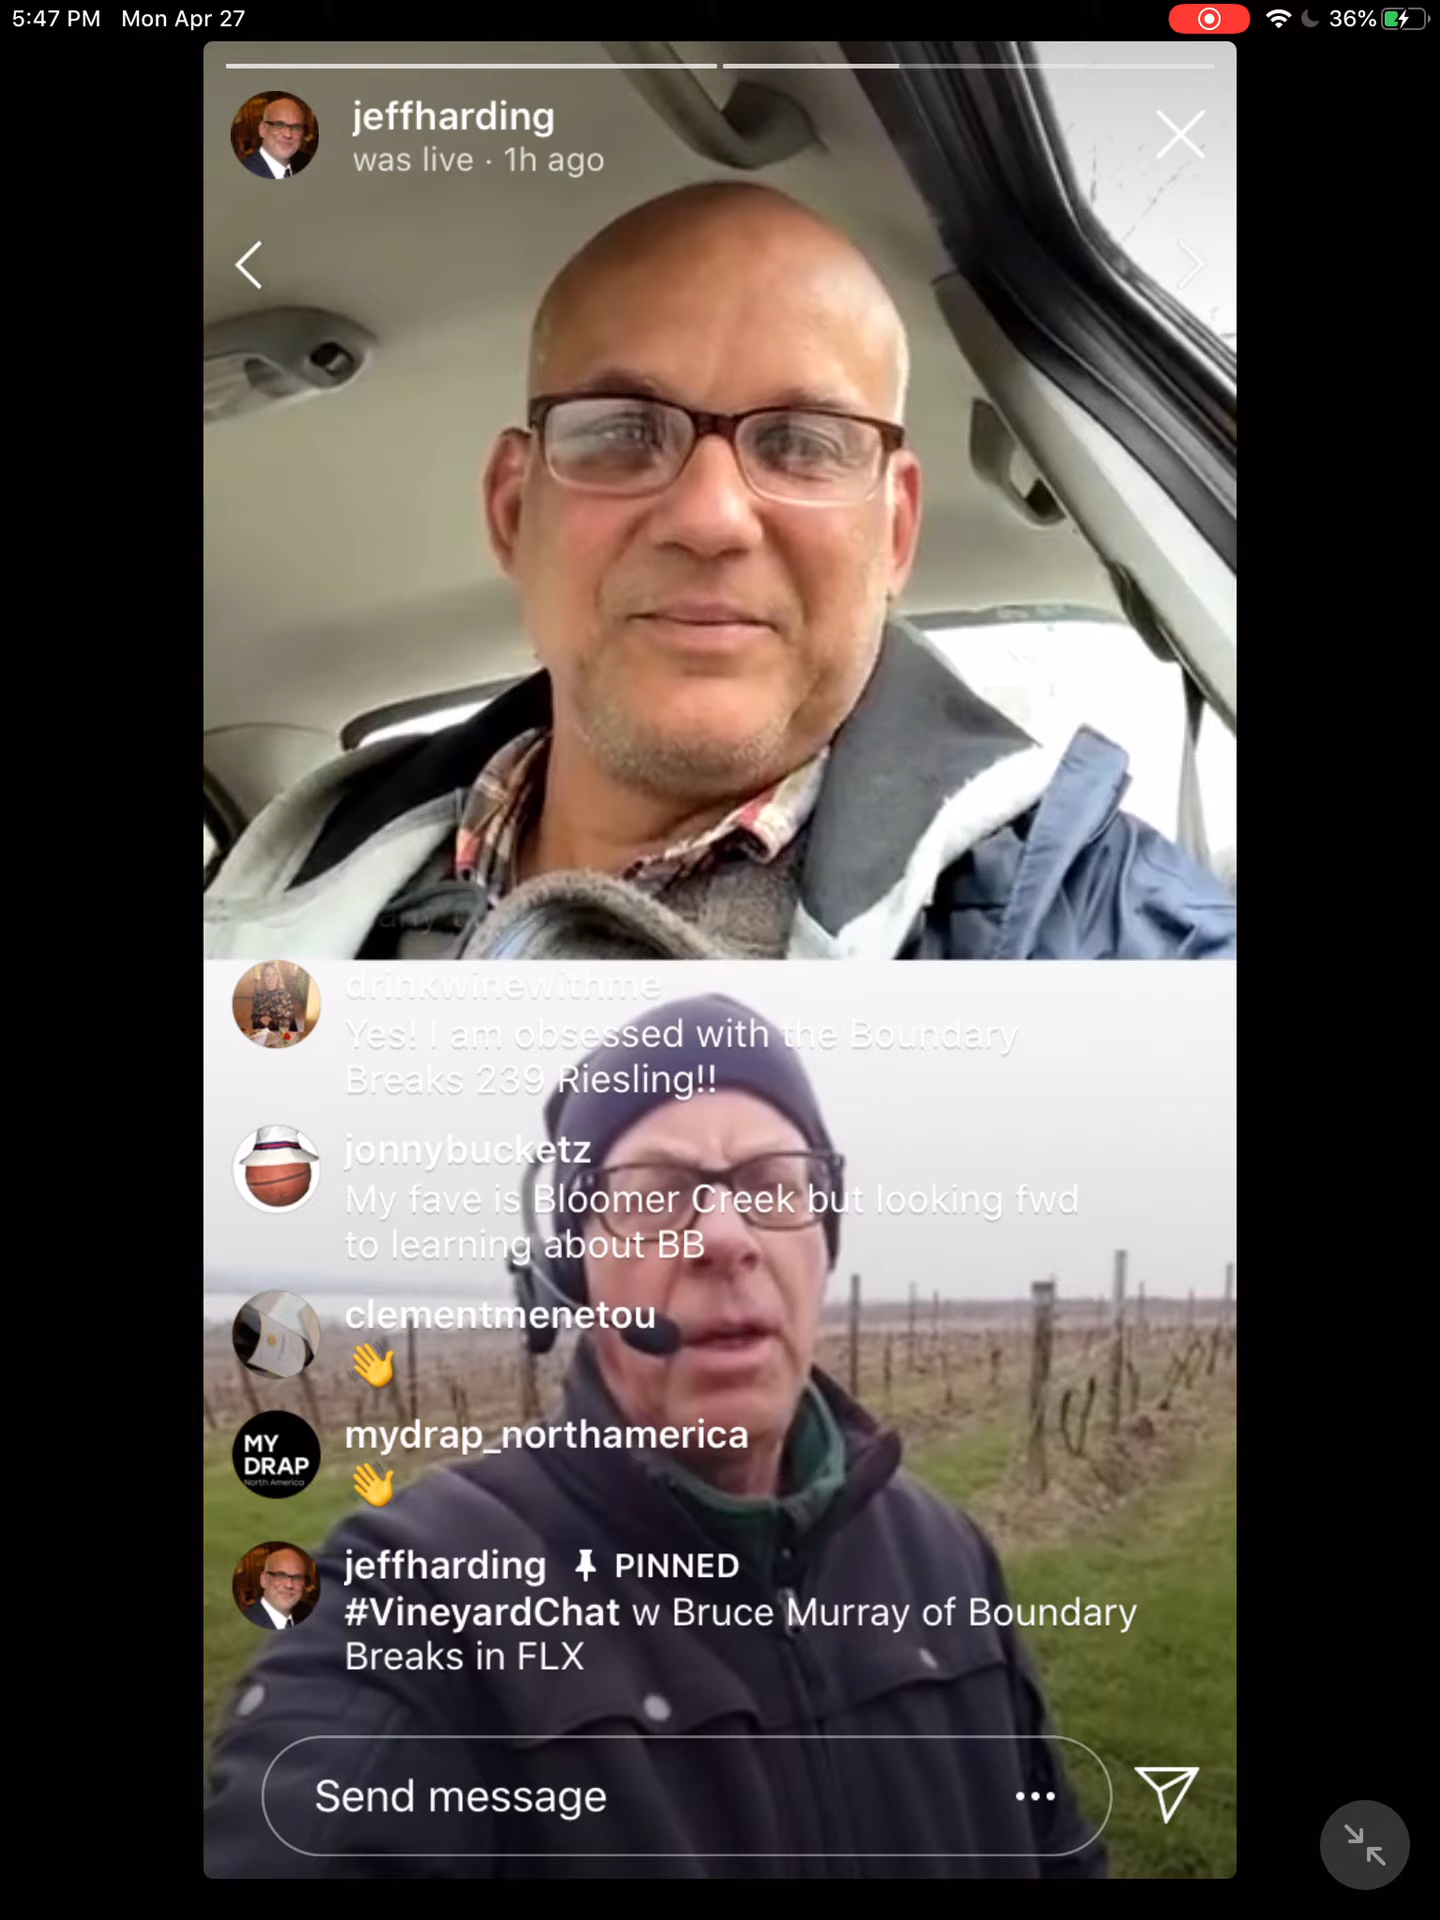 5:47 PM Mon Apr 27
36%
jeffharding
was live · 1h ago
drinkwinewithme
Yes! I am obsessed with the Boundary
Breaks 239 Riesling!!
jonnybucketz
My fave is Bloomer Creek but looking fwd
to learning about BB
clementmenetou
👋
MY
DRAP
North America
mydrap_northamerica
👋
jeffharding PINNED
#VineyardChat w Bruce Murray of Boundary
Breaks in FLX
Send message